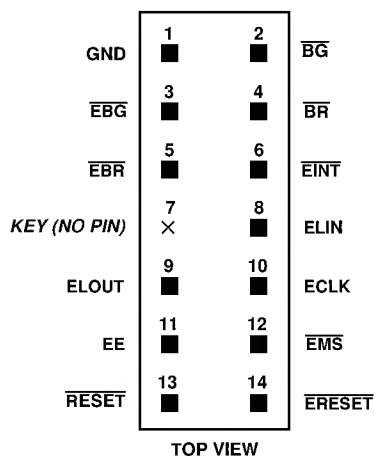 1 2
GND BG
3 4
EBG BR
5 6
EBR EINT
7 8
KEY (NO PIN) ELIN
9 10
ELOUT ECLK
11 12
EE EMS
13 14
RESET ERESET
TOP VIEW